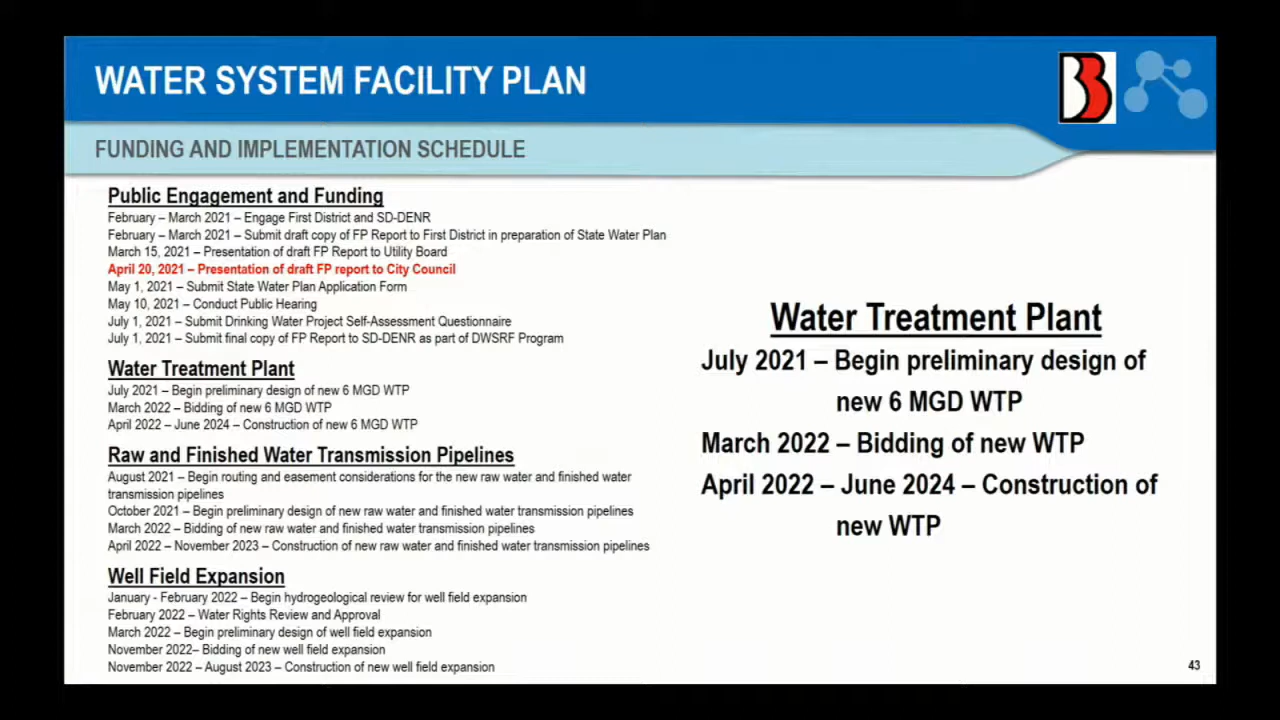 WATER SYSTEM FACILITY PLAN
FUNDING AND IMPLEMENTATION SCHEDULE
Public Engagement and Funding
February – March 2021 – Engage First District and SD-DENR
February – March 2021 – Submit draft copy of FP Report to First District in preparation of State Water Plan
March 15, 2021 – Presentation of draft FP Report to Utility Board
April 20, 2021 – Presentation of draft FP report to City Council
May 1, 2021 – Submit State Water Plan Application Form
May 10, 2021 – Conduct Public Hearing
July 1, 2021 – Submit Drinking Water Project Self-Assessment Questionnaire
July 1, 2021 – Submit final copy of FP Report to SD-DENR as part of DWSRF Program
Water Treatment Plant
July 2021 – Begin preliminary design of new 6 MGD WTP
March 2022 – Bidding of new 6 MGD WTP
April 2022 – June 2024 – Construction of new 6 MGD WTP
Raw and Finished Water Transmission Pipelines
August 2021 – Begin routing and easement considerations for the new raw water and finished water
transmission pipelines
October 2021 – Begin preliminary design of new raw water and finished water transmission pipelines
March 2022 – Bidding of new raw water and finished water transmission pipelines
April 2022 – November 2023 – Construction of new raw water and finished water transmission pipelines
Well Field Expansion
January - February 2022 – Begin hydrogeological review for well field expansion
February 2022 – Water Rights Review and Approval
March 2022 – Begin preliminary design of well field expansion
November 2022– Bidding of new well field expansion
November 2022 – August 2023 – Construction of new well field expansion
Water Treatment Plant
July 2021 – Begin preliminary design of
new 6 MGD WTP
March 2022 – Bidding of new WTP
April 2022 – June 2024 – Construction of
new WTP
43